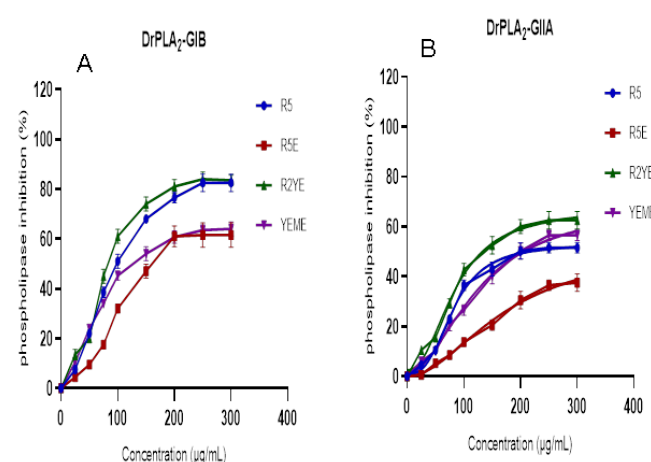 DrPLA2-GIB
A
phospholipase inhibition (%)
120
100
80
60
40
20
0
0
100
200
300
400
Concentration (µg/mL)
R5
R5E
R2YE
YEME
DrPLA2-GIIA
B
phospholipase inhibition (%)
120
100
80
60
40
20
0
0
100
200
300
400
Concentration (µg/mL)
R5
R5E
R2YE
YEME